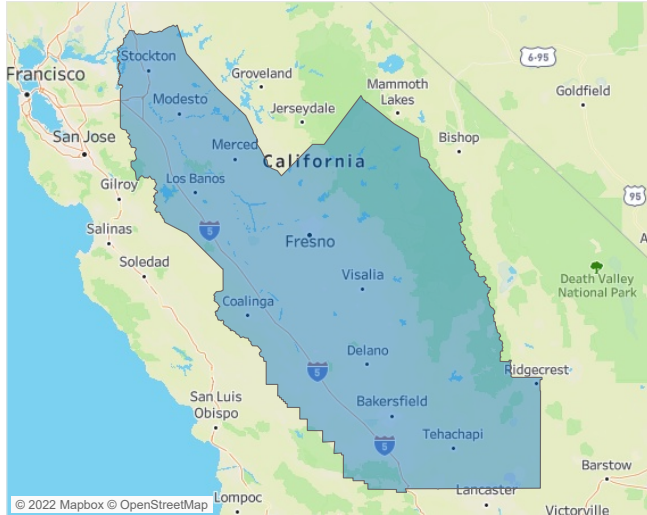 Stockton
Francisco
Groveland
6-95
Modesto
Mammoth
Lakes
Goldfield
Jerseydale
San Jose
Merced
California
Bishop
Los Banos
Gilroy
95
Salinas
5
Fresno
A
Soledad
Visalia
Death Valley
National Park
Coalinga
Delano
5
Ridgecrest
San Luis
Obispo
Bakersfield
Tehachapi
5
Barstow
Lompoc
Lancaster
Victorville
© 2022 Mapbox © OpenStreetMap